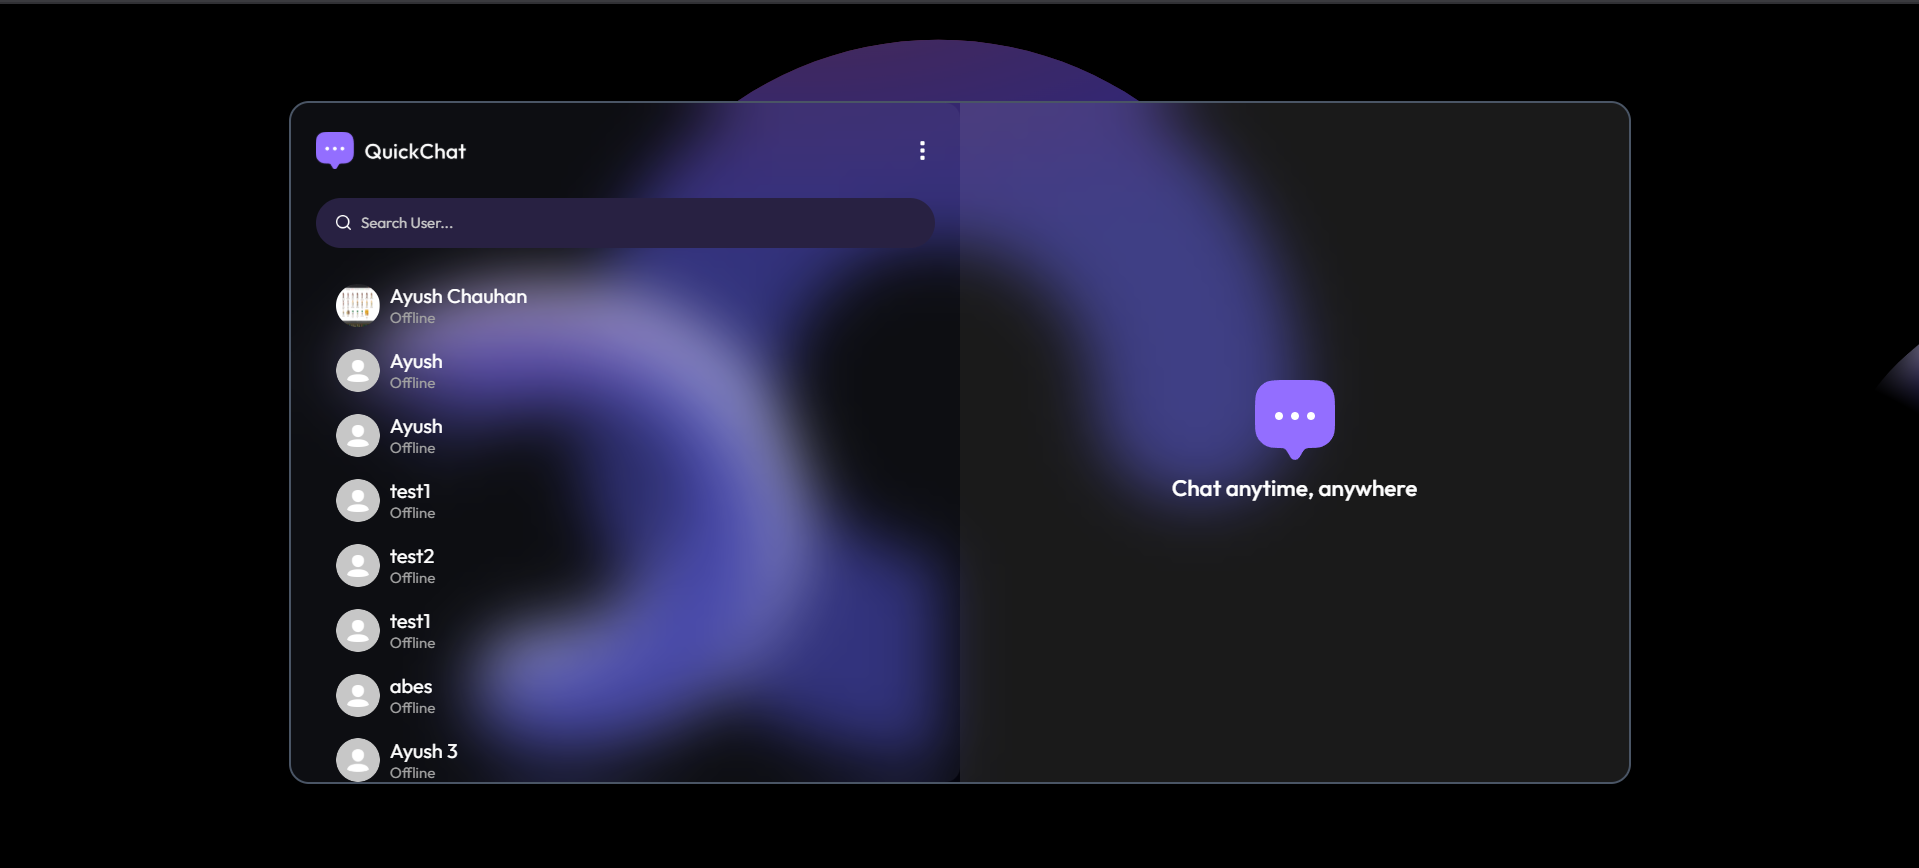 QuickChat
Search User...
Ayush Chauhan
Offline
Ayush
Offline
Ayush
Offline
test1
Offline
test2
Offline
test1
Offline
abes
Offline
Ayush 3
Offline
Chat anytime, anywhere